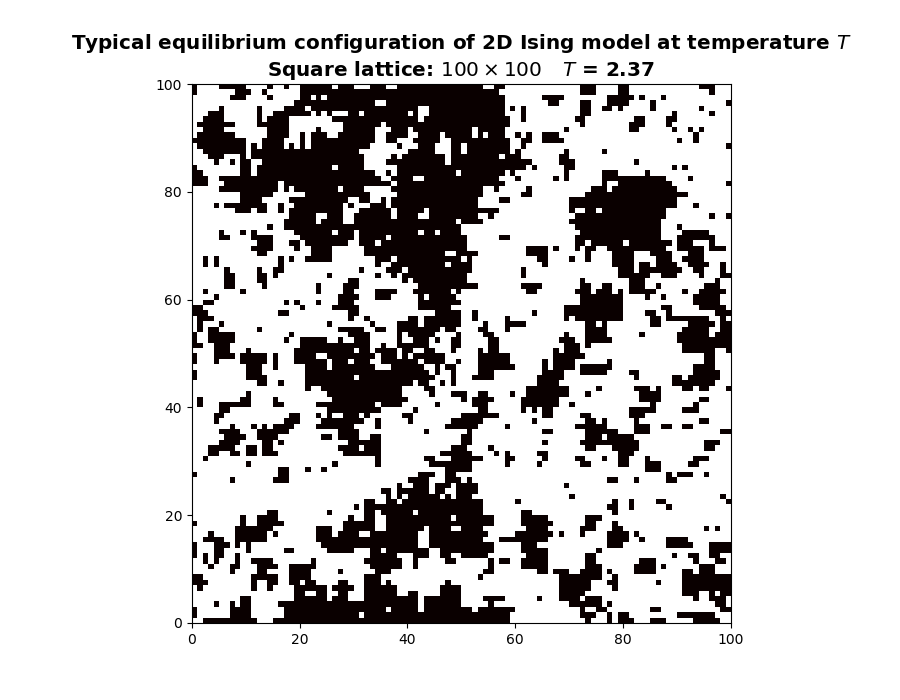 Typical equilibrium configuration of 2D Ising model at temperature T
Square lattice: 100 × 100 T = 2.37
100
80
60
40
20
0
0 20 40 60 80 100